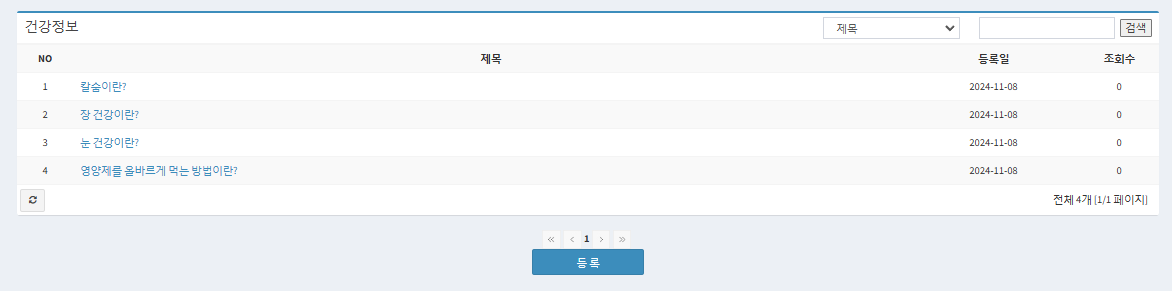 건강정보 제목 검색
NO 제목 등록일 조회수
1 칼슘이란? 2024-11-08 0
2 장 건강이란? 2024-11-08 0
3 눈 건강이란? 2024-11-08 0
4 영양제를 올바르게 먹는 방법이란? 2024-11-08 0
전체 4개 [1/1 페이지]
« ‹ 1 › »
등록